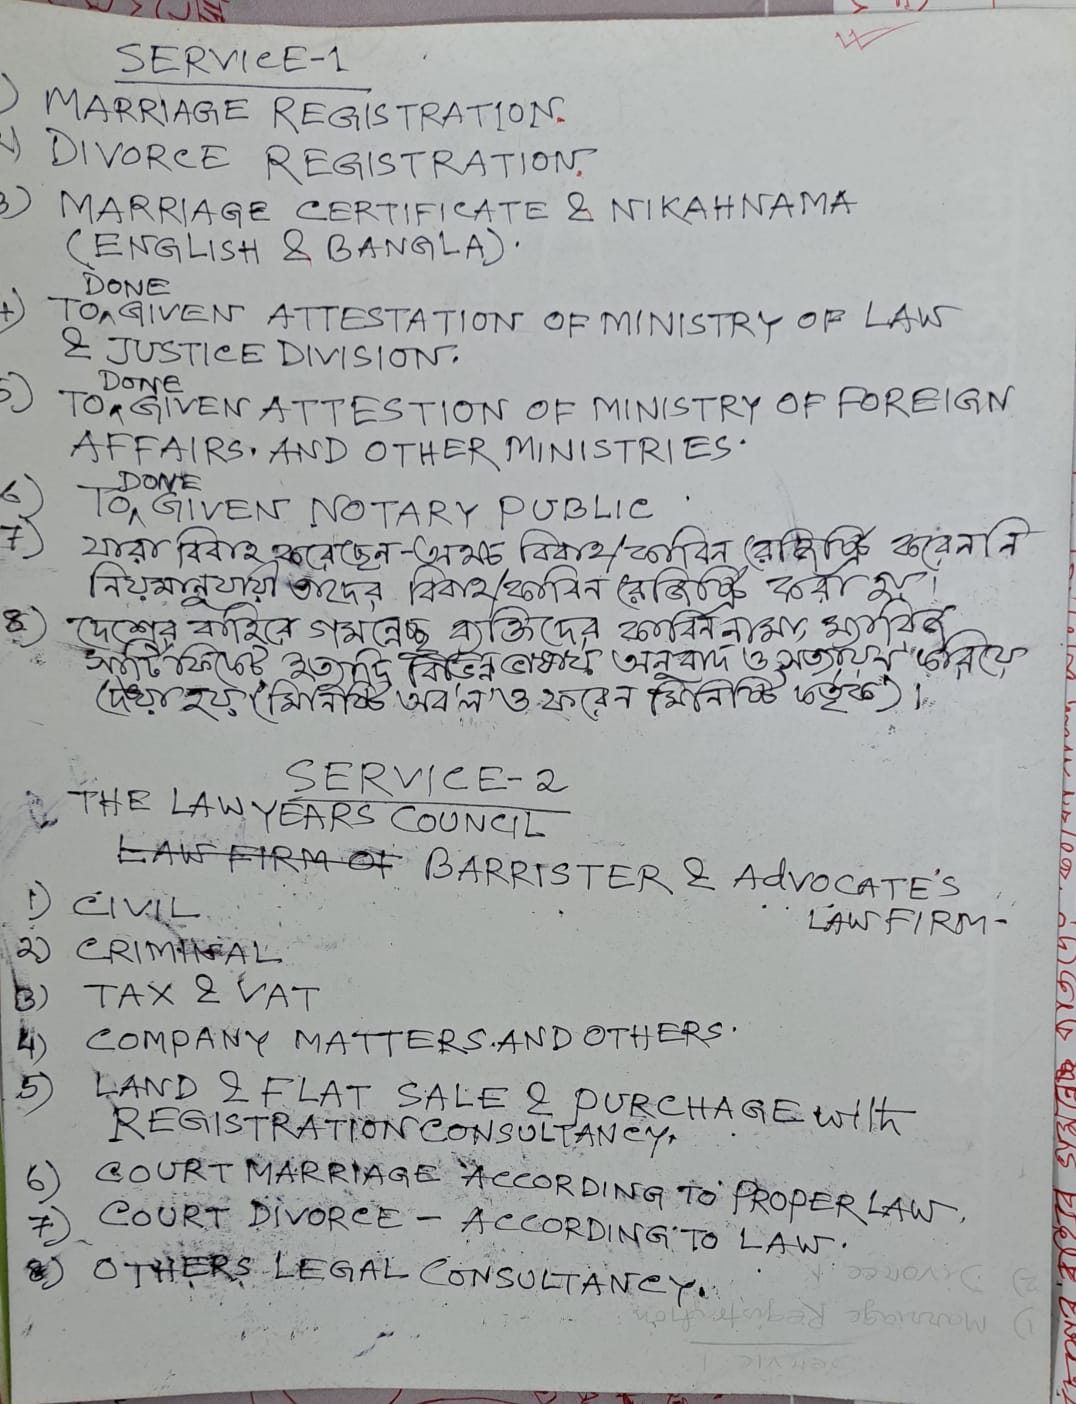 SERVICE-1
1) MARRIAGE REGISTRATION.
2) DIVORCE REGISTRATION.
3) MARRIAGE CERTIFICATE & NIKAHNAMA
(ENGLISH & BANGLA).
DONE
4) TO^GIVEN ATTESTATION OF MINISTRY OF LAW
& JUSTICE DIVISION.
DONE
5) TO^GIVEN ATTESTION OF MINISTRY OF FOREIGN
AFFAIRS. AND OTHER MINISTRIES.
DONE
6) TO^GIVEN NOTARY PUBLIC
7) যারা বিবাহ করেছেন-অথচ বিবাহ/কাবিন রেজিষ্ট্রি করেননি
নিয়মানুযায়ী তাদের বিবাহ/কাবিন রেজিষ্ট্রি করা হয়।
8) দেশের বাহিরে গমনেচ্ছু ব্যক্তিদের কাবিননামা, ম্যারিজ
সার্টিফিকেট ইত্যাদি বিভিন্ন ভাষায় অনুবাদ ও সত্যায়ন করিয়ে
দেয়া হয় (মিনিষ্ট্রি অব 'ল' ও ফরেন মিনিষ্ট্রি কর্তৃক)।
SERVICE-2
THE LAWYEARS COUNCIL
LAW FIRM OF BARRISTER & AdVOCATE'S
LAW FIRM-
1) CIVIL
2) CRIMINAL
3) TAX & VAT
4) COMPANY MATTERS.AND OTHERS.
5) LAND & FLAT SALE & PURCHAGE with
REGISTRATION CONSULTANCY.
6) COURT MARRIAGE ACCORDING TO PROPER LAW.
7) COURT DIVORCE - ACCORDING TO LAW.
8) OTHERS LEGAL CONSULTANCY.